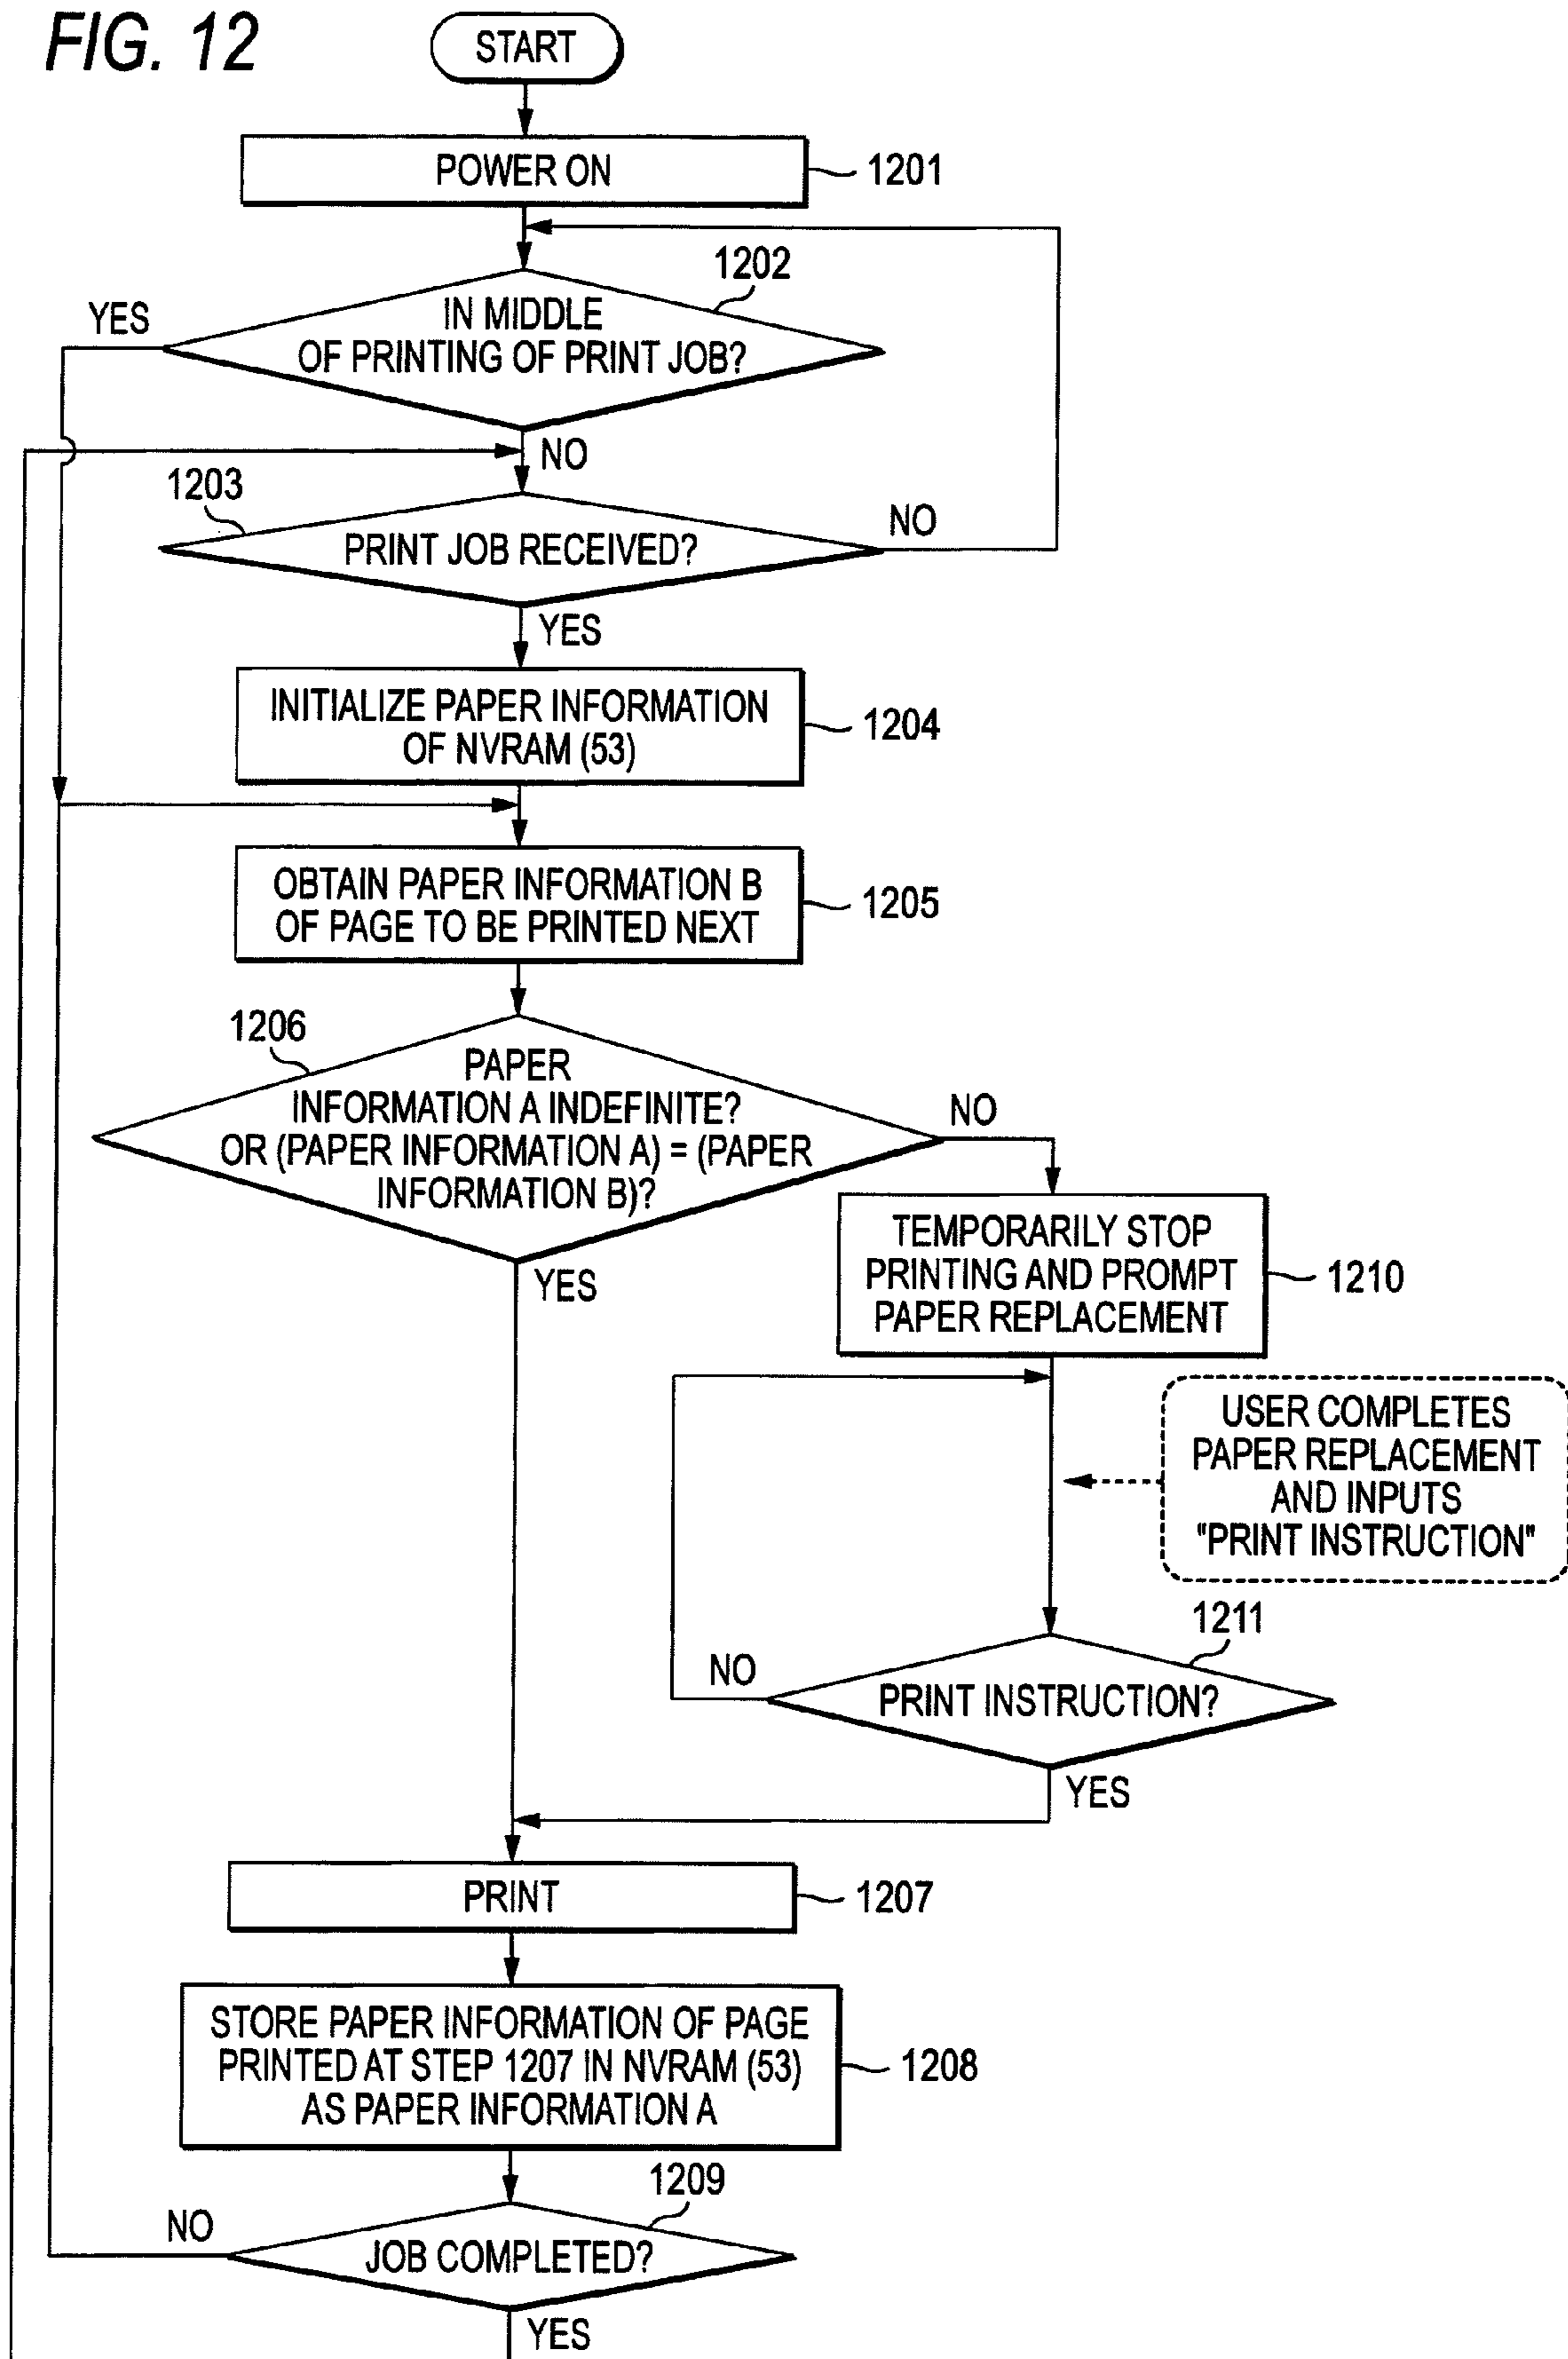 FIG. 12
START
POWER ON
1201
1202
YES
IN MIDDLE
OF PRINTING OF PRINT JOB?
NO
1203
NO
PRINT JOB RECEIVED?
YES
INITIALIZE PAPER INFORMATION
OF NVRAM (53)
1204
OBTAIN PAPER INFORMATION B
OF PAGE TO BE PRINTED NEXT
1205
1206
PAPER
INFORMATION A INDEFINITE?
OR (PAPER INFORMATION A) = (PAPER
INFORMATION B)?
NO
YES
TEMPORARILY STOP
PRINTING AND PROMPT
PAPER REPLACEMENT
1210
USER COMPLETES
PAPER REPLACEMENT
AND INPUTS
"PRINT INSTRUCTION"
1211
NO
PRINT INSTRUCTION?
YES
PRINT
1207
STORE PAPER INFORMATION OF PAGE
PRINTED AT STEP 1207 IN NVRAM (53)
AS PAPER INFORMATION A
1208
1209
NO
JOB COMPLETED?
YES